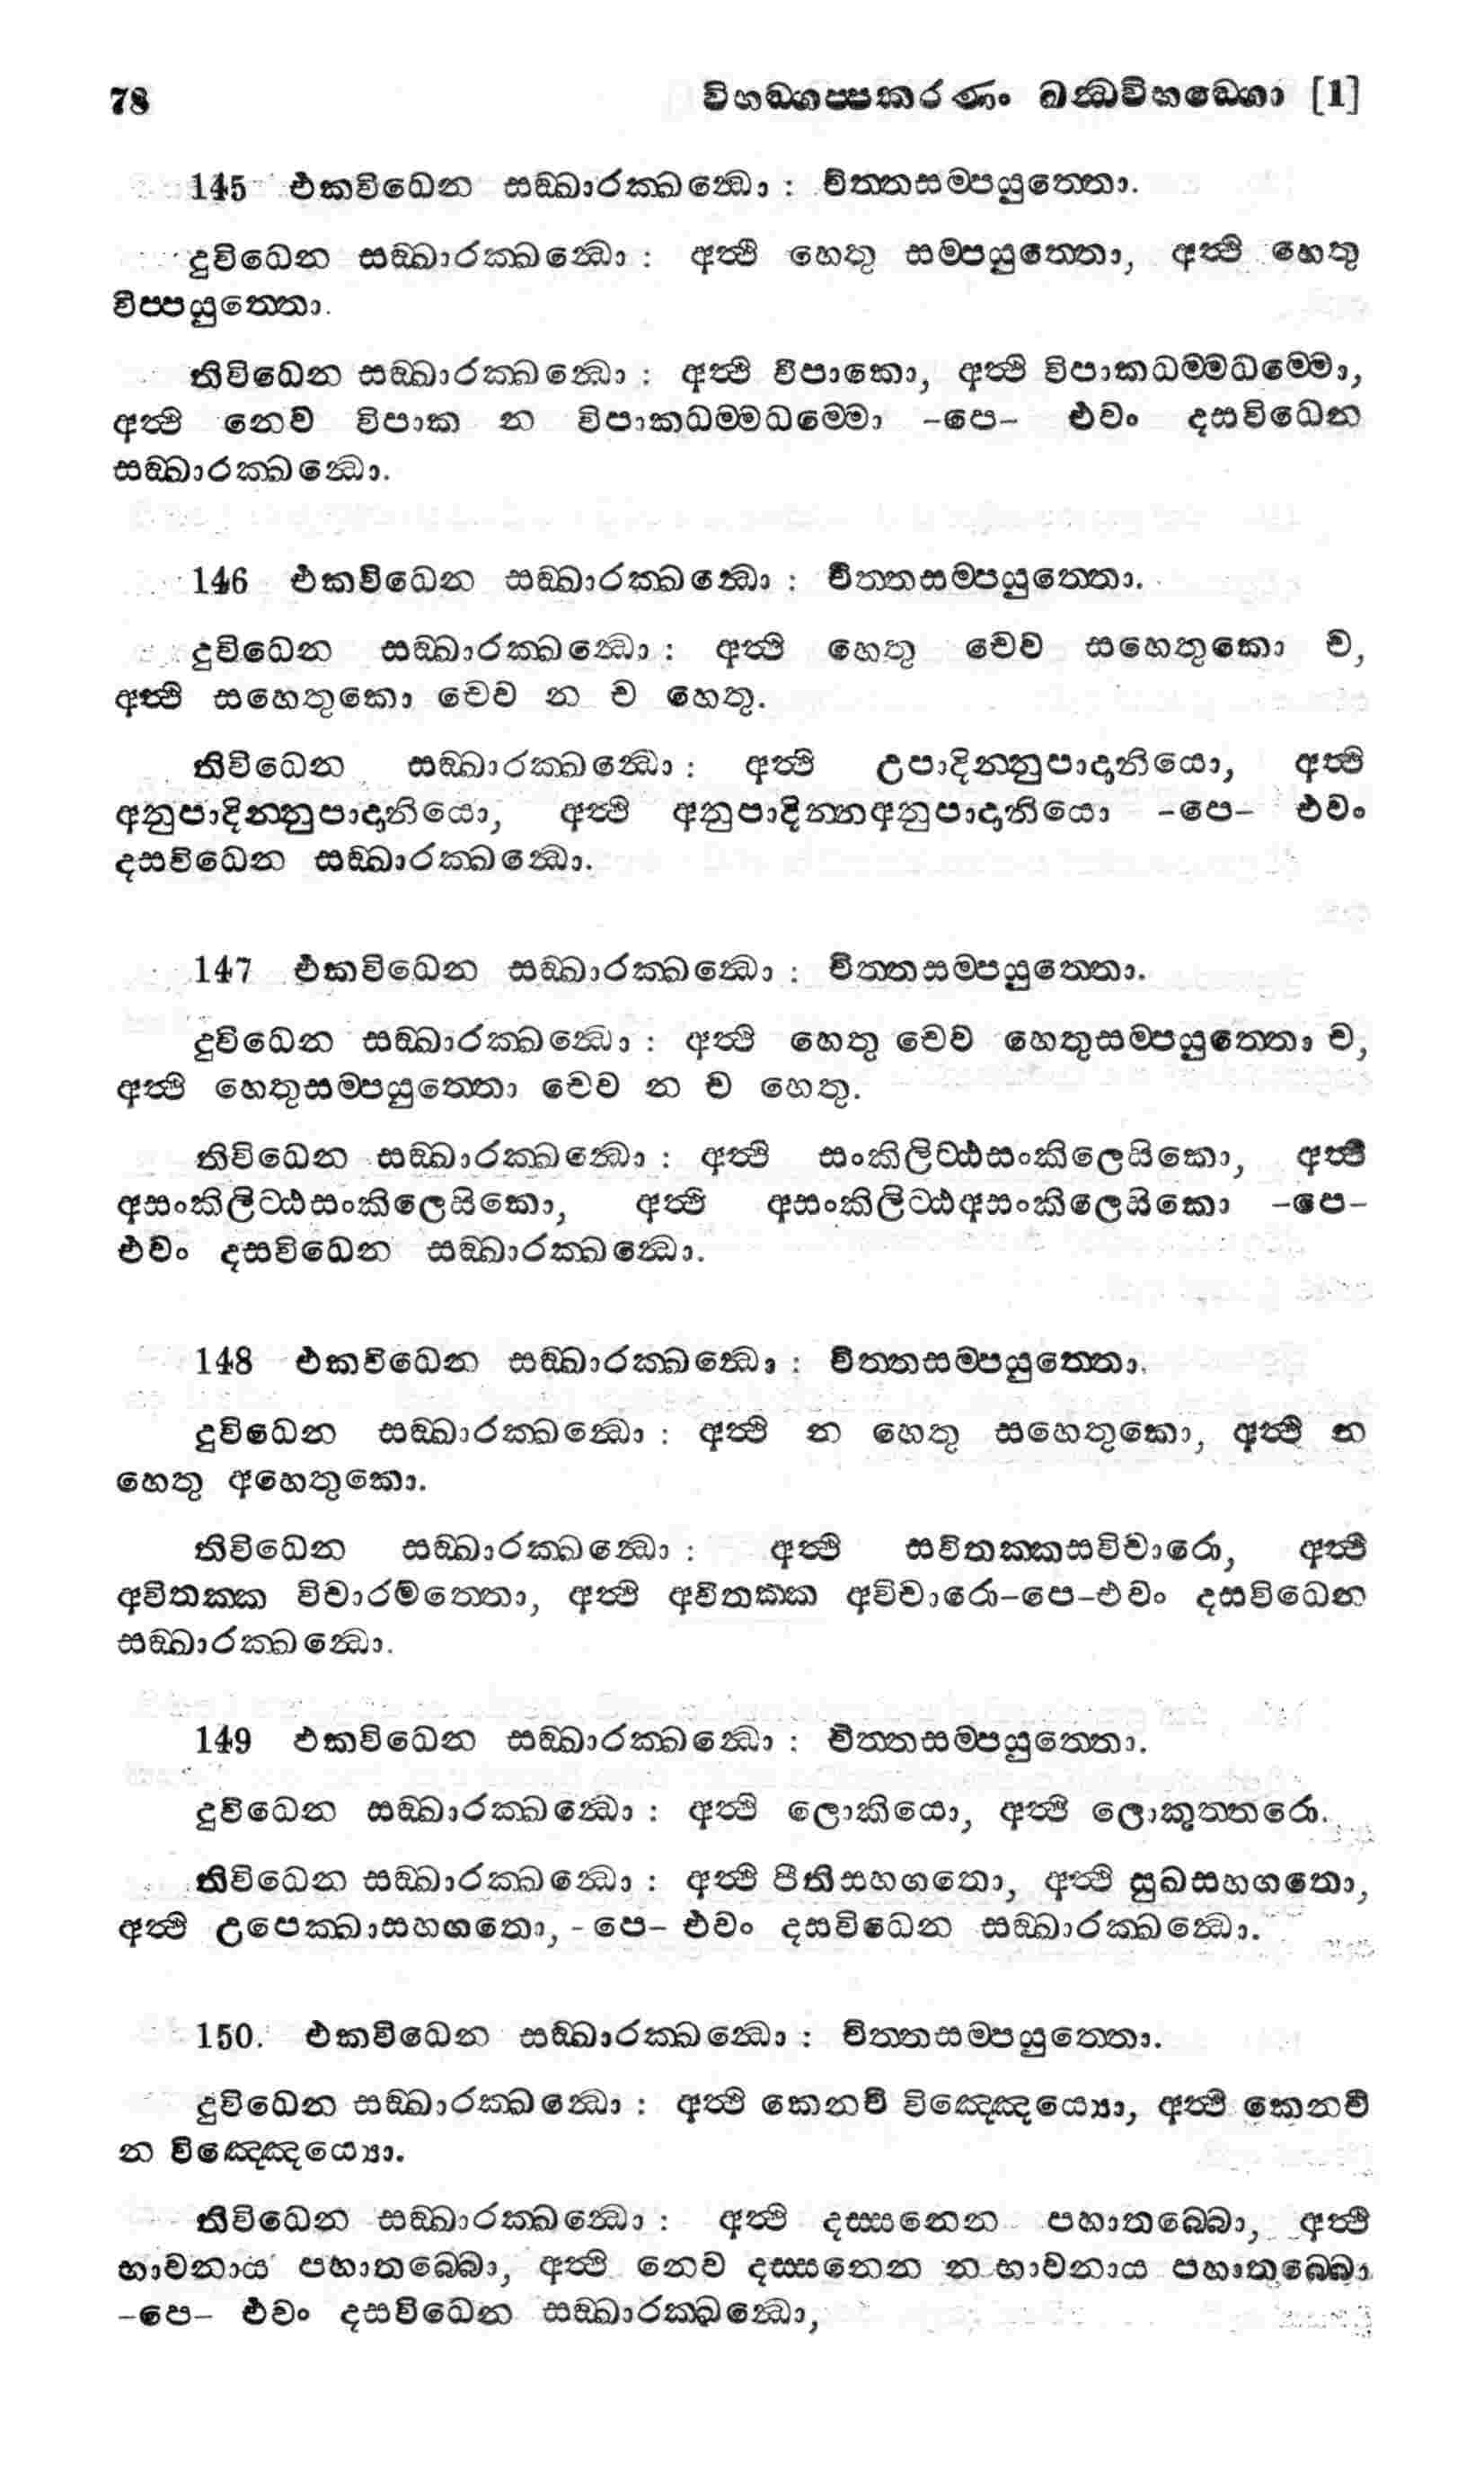 78 විභඞ්ගප්පකරණං ඛන්ධවිභඞ්ගො [1]
145 එකවිධෙන සඞ්ඛාරක්ඛන්ධො : චිත්තසම්පයුත්තො.
දුවිධෙන සඞ්ඛාරක්ඛන්ධො : අත්ථි හෙතු සම්පයුත්තො, අත්ථි හෙතු
විප්පයුත්තො.
තිවිධෙන සඞ්ඛාරක්ඛන්ධො : අත්ථි විපාකො, අත්ථි විපාකධම්මධම්මො,
අත්ථි නෙව විපාක න විපාකධම්මධම්මො -පෙ- එවං දසවිධෙන
සඞ්ඛාරක්ඛන්ධො.
146 එකවිධෙන සඞ්ඛාරක්ඛන්ධො : චිත්තසම්පයුත්තො.
දුවිධෙන සඞ්ඛාරක්ඛන්ධො : අත්ථි හෙතු චෙව සහෙතුකො ච,
අත්ථි සහෙතුකො චෙව න ච හෙතු.
තිවිධෙන සඞ්ඛාරක්ඛන්ධො : අත්ථි උපාදින්නුපාදානියො, අත්ථි
අනුපාදින්නුපාදානියො, අත්ථි අනුපාදින්නඅනුපාදානියො -පෙ- එවං
දසවිධෙන සඞ්ඛාරක්ඛන්ධො.
147 එකවිධෙන සඞ්ඛාරක්ඛන්ධො : චිත්තසම්පයුත්තො.
දුවිධෙන සඞ්ඛාරක්ඛන්ධො : අත්ථි හෙතු චෙව හෙතුසම්පයුත්තො ච,
අත්ථි හෙතුසම්පයුත්තො චෙව න ච හෙතු.
තිවිධෙන සඞ්ඛාරක්ඛන්ධො : අත්ථි සංකිලිට්ඨසංකිලෙසිකො, අත්ථි
අසංකිලිට්ඨසංකිලෙසිකො, අත්ථි අසංකිලිට්ඨඅසංකිලෙසිකො -පෙ-
එවං දසවිධෙන සඞ්ඛාරක්ඛන්ධො.
148 එකවිධෙන සඞ්ඛාරක්ඛන්ධො : චිත්තසම්පයුත්තො.
දුවිධෙන සඞ්ඛාරක්ඛන්ධො : අත්ථි න හෙතු සහෙතුකො, අත්ථි න
හෙතු අහෙතුකො.
තිවිධෙන සඞ්ඛාරක්ඛන්ධො : අත්ථි සවිතක්කසවිචාරො, අත්ථි
අවිතක්ක විචාරමත්තො, අත්ථි අවිතක්ක අවිචාරො-පෙ-එවං දසවිධෙන
සඞ්ඛාරක්ඛන්ධො.
149 එකවිධෙන සඞ්ඛාරක්ඛන්ධො : චිත්තසම්පයුත්තො.
දුවිධෙන සඞ්ඛාරක්ඛන්ධො : අත්ථි ලොකියො, අත්ථි ලොකුත්තරො.
තිවිධෙන සඞ්ඛාරක්ඛන්ධො : අත්ථි පීතිසහගතො, අත්ථි සුඛසහගතො,
අත්ථි උපෙක්ඛාසහගතො, - පෙ- එවං දසවිධෙන සඞ්ඛාරක්ඛන්ධො.
150. එකවිධෙන සඞ්ඛාරක්ඛන්ධො : චිත්තසම්පයුත්තො.
දුවිධෙන සඞ්ඛාරක්ඛන්ධො : අත්ථි කෙනචි විඤ්ඤෙය්‍යො, අත්ථි කෙනචි
න විඤ්ඤෙය්‍යො.
තිවිධෙන සඞ්ඛාරක්ඛන්ධො : අත්ථි දස්සනෙන පහාතබ්බො, අත්ථි
භාවනාය පහාතබ්බො, අත්ථි නෙව දස්සනෙන න භාවනාය පහාතබ්බො
-පෙ- එවං දසවිධෙන සඞ්ඛාරක්ඛන්ධො,